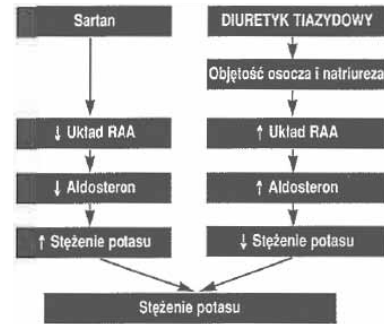 Sartan
DIURETYK TIAZYDOWY
Objętość osocza i natriureza
↓ Układ RAA
↑ Układ RAA
↓ Aldosteron
↑ Aldosteron
↑ Stężenie potasu
↓ Stężenie potasu
Stężenie potasu